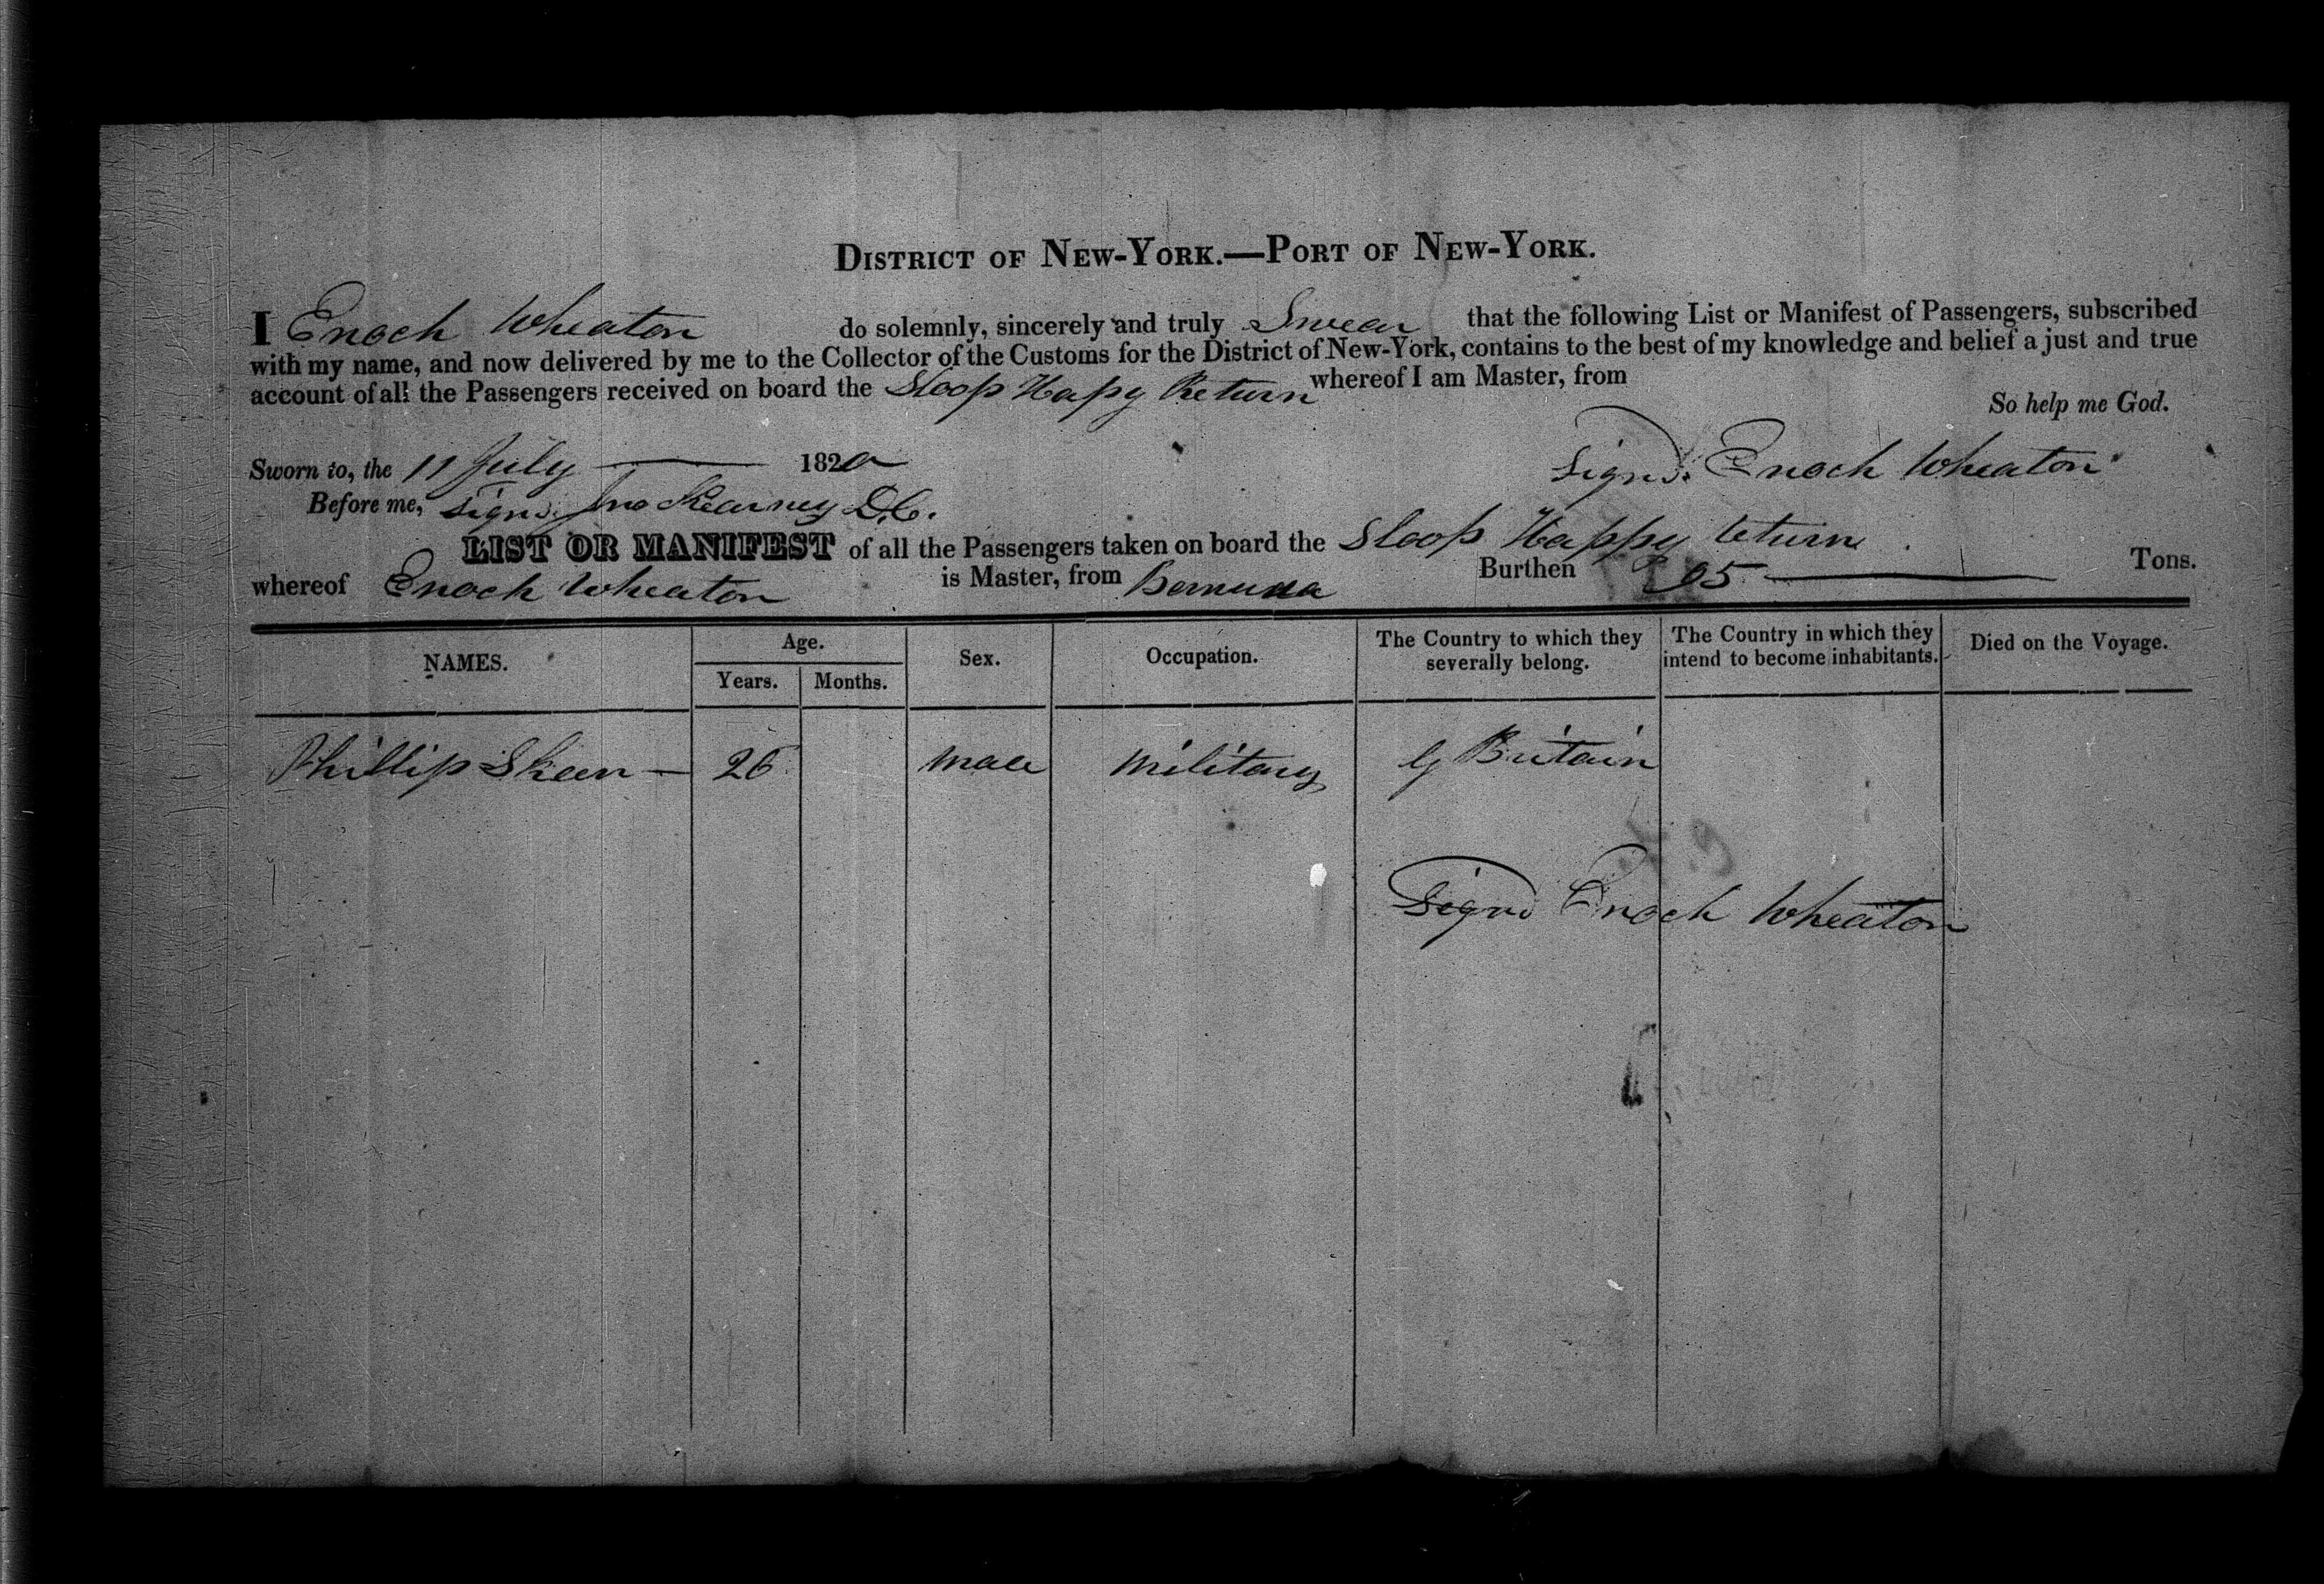 DISTRICT OF NEW-YORK.—PORT OF NEW-YORK.
I Enoch Wheaton do solemnly, sincerely and truly Swear that the following List or Manifest of Passengers, subscribed
with my name, and now delivered by me to the Collector of the Customs for the District of New-York, contains to the best of my knowledge and belief a just and true
account of all the Passengers received on board the Sloop Hapy Return whereof I am Master, from
So help me God.
Sworn to, the 11 July 1820 Signd. Enoch Wheaton
Before me, Signd. Jno Kearney D.C.
LIST OR MANIFEST of all the Passengers taken on board the Sloop Happy return
whereof Enoch Wheaton is Master, from Bermuda Burthen 95 Tons.
NAMES. Age. Years. Months. Sex. Occupation. The Country to which they severally belong. The Country in which they intend to become inhabitants. Died on the Voyage.
Phillip Skeen — 26 male military G Britain
Signd Enoch Wheaton